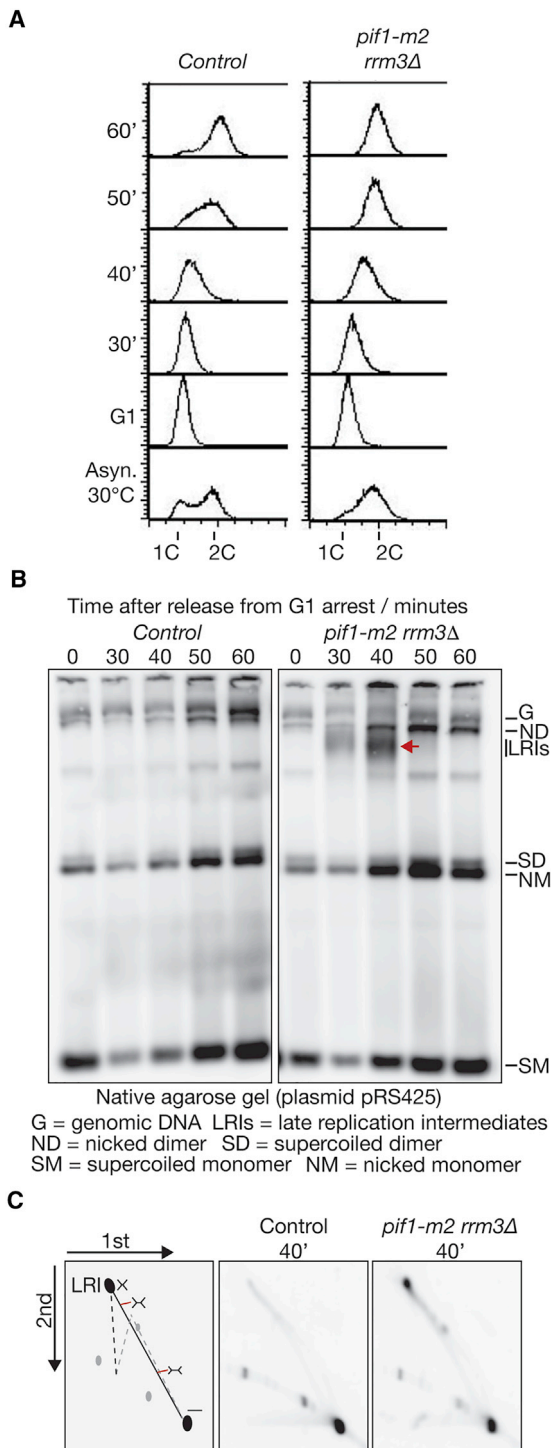 A
Control
pif1-m2
rrm3Δ
60'
50'
40'
30'
G1
Asyn.
30°C
1C 2C 1C 2C
B
Time after release from G1 arrest / minutes
Control pif1-m2 rrm3Δ
0 30 40 50 60 0 30 40 50 60
G
ND
LRIs
SD
NM
SM
Native agarose gel (plasmid pRS425)
G = genomic DNA LRIs = late replication intermediates
ND = nicked dimer SD = supercoiled dimer
SM = supercoiled monomer NM = nicked monomer
C
1st
Control pif1-m2 rrm3Δ
40' 40'
LRI
2nd